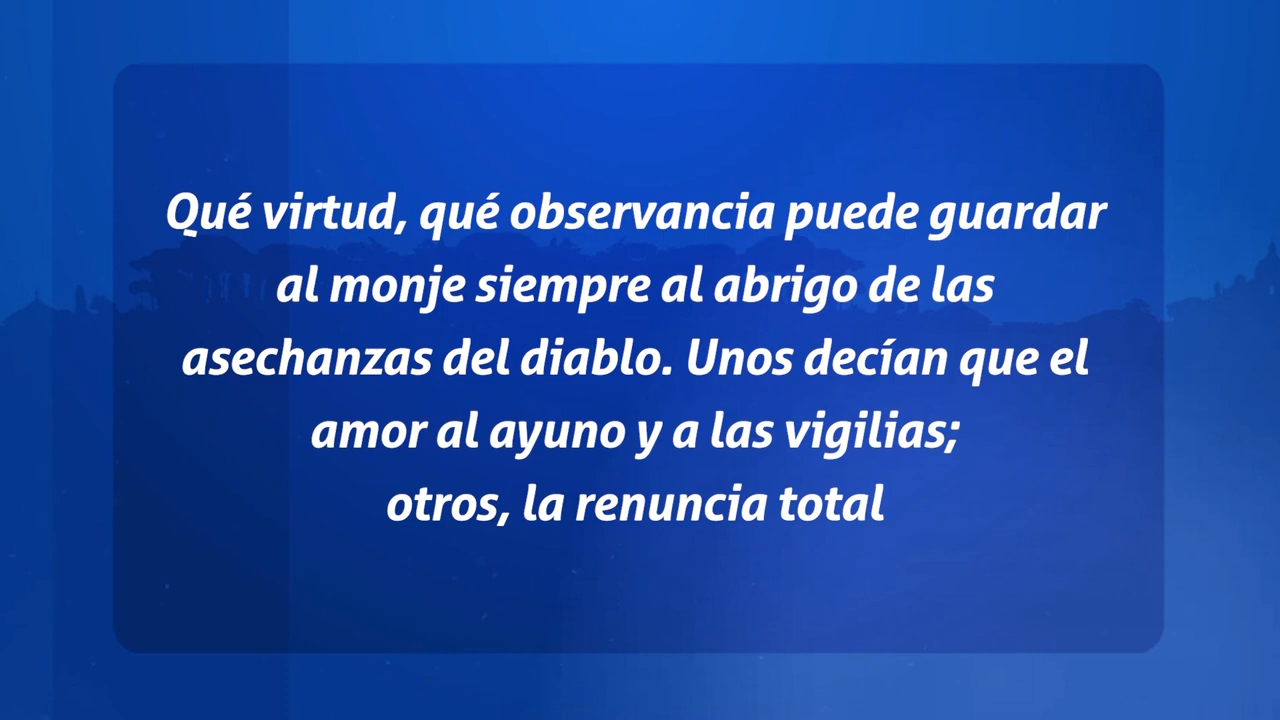 Qué virtud, qué observancia puede guardar
al monje siempre al abrigo de las
asechanzas del diablo. Unos decían que el
amor al ayuno y a las vigilias;
otros, la renuncia total